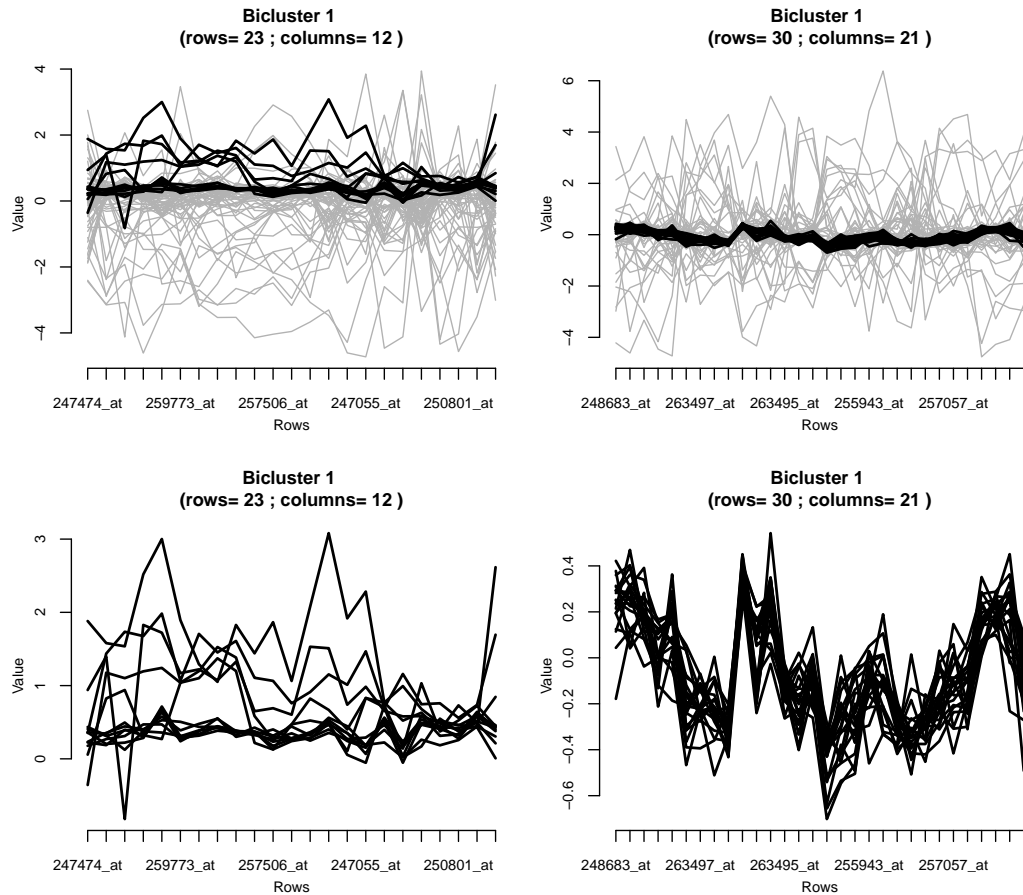 Bicluster 1
(rows= 23 ; columns= 12 )
Value
4
2
0
−2
−4
247474_at 259773_at 257506_at 247055_at 250801_at
Rows
Bicluster 1
(rows= 30 ; columns= 21 )
Value
6
4
2
0
−2
−4
248683_at 263497_at 263495_at 255943_at 257057_at
Rows
Bicluster 1
(rows= 23 ; columns= 12 )
Value
3
2
1
0
247474_at 259773_at 257506_at 247055_at 250801_at
Rows
Bicluster 1
(rows= 30 ; columns= 21 )
Value
0.4
0.2
0.0
−0.2
−0.4
−0.6
248683_at 263497_at 263495_at 255943_at 257057_at
Rows